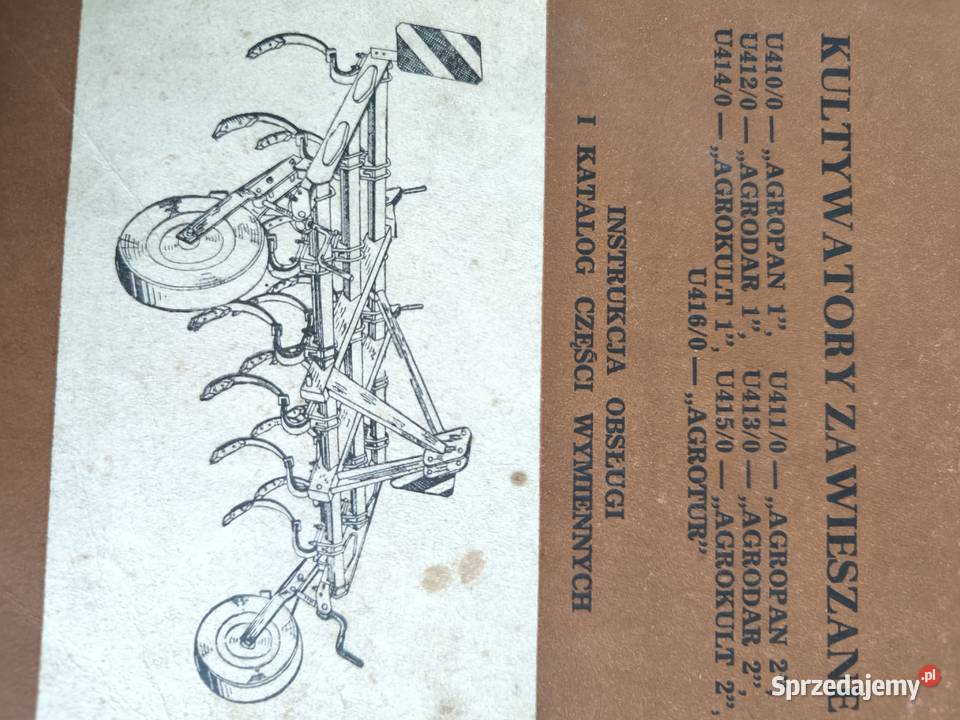 KULTYWATORY ZAWIESZANE
U410/0 — „AGROPAN 1”, U411/0 — „AGROPAN 2”,
U412/0 — „AGRODAR 1”, U413/0 — „AGRODAR 2”,
U414/0 — „AGROKULT 1”, U415/0 — „AGROKULT 2”,
U416/0 — „AGROTUR”
INSTRUKCJA OBSŁUGI
I KATALOG CZĘŚCI WYMIENNYCH
Sprzedajemy.pl